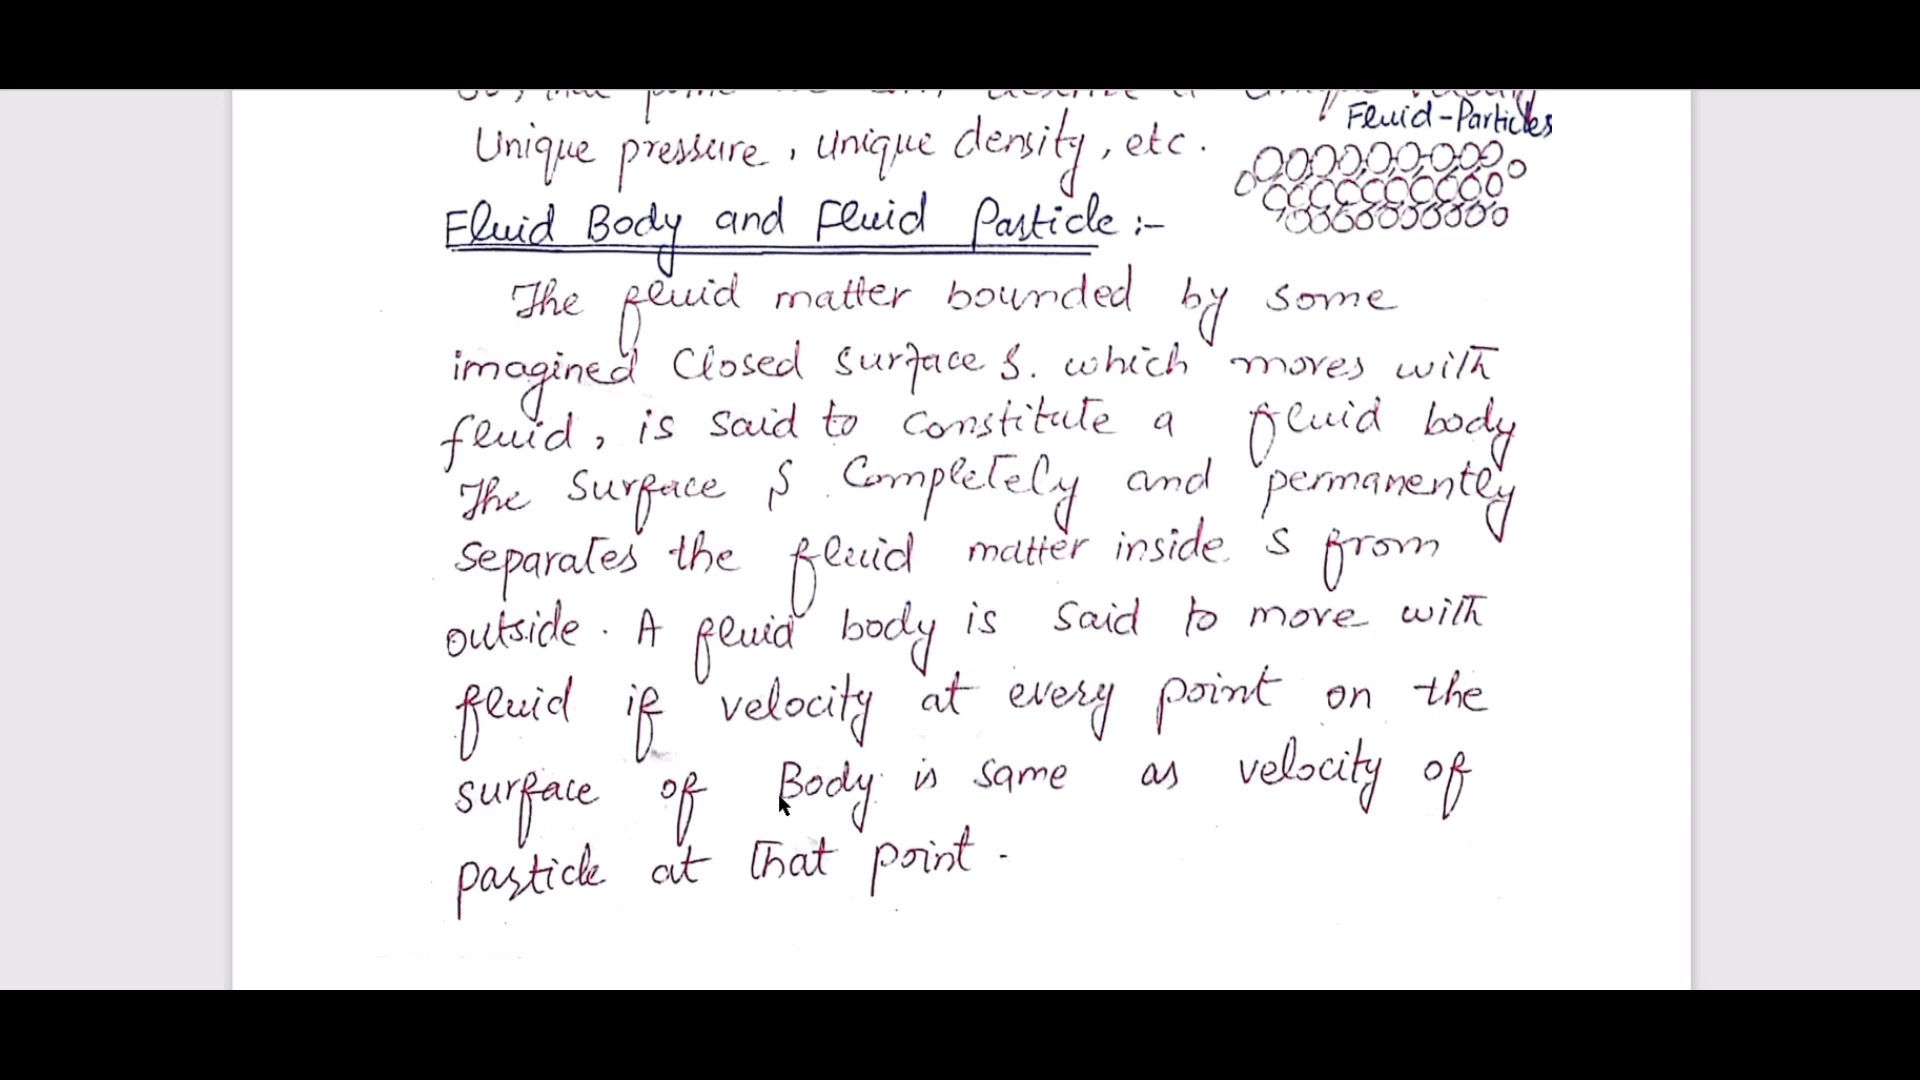 Fluid-Particles
Unique pressure, unique density, etc.
Fluid Body and Fluid Particle :-
The fluid matter bounded by some
imagined Closed surface S. which moves with
fluid, is said to constitute a fluid body
The surface S Completely and permanently
separates the fluid matter inside S from
outside. A fluid body is said to move with
fluid if velocity at every point on the
surface of Body is same as velocity of
particle at that point.